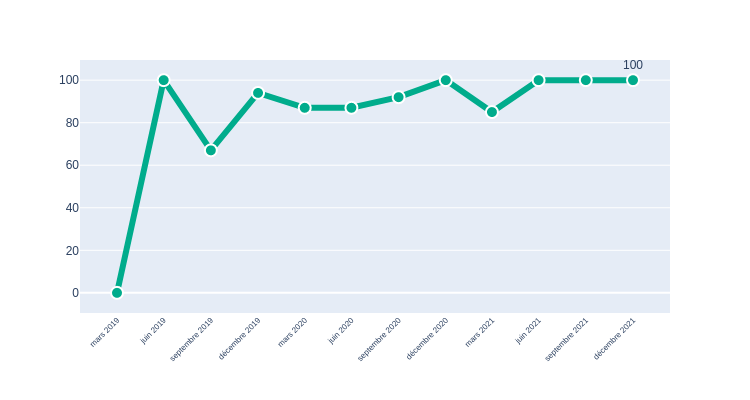 100
100
80
60
40
20
0
mars 2019
juin 2019
septembre 2019
décembre 2019
mars 2020
juin 2020
septembre 2020
décembre 2020
mars 2021
juin 2021
septembre 2021
décembre 2021